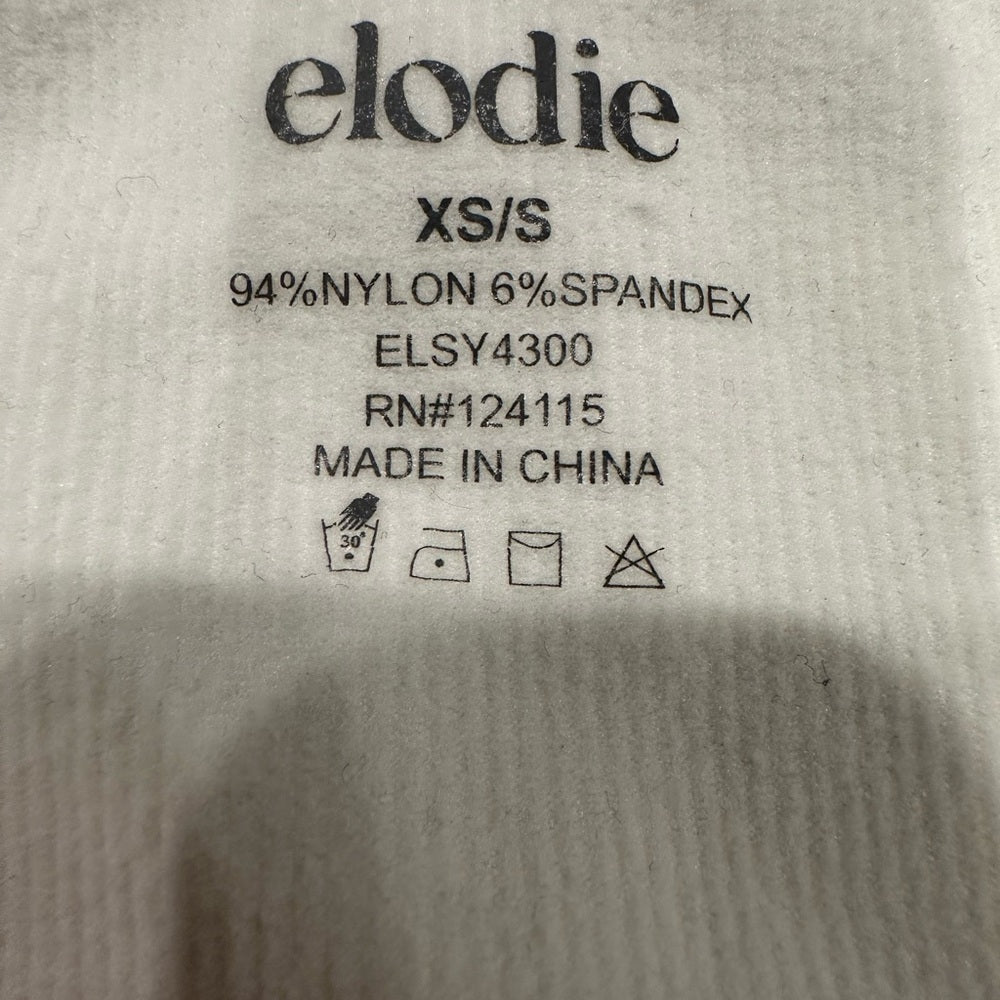 elodie
XS/S
94%NYLON 6%SPANDEX
ELSY4300
RN#124115
MADE IN CHINA
30°